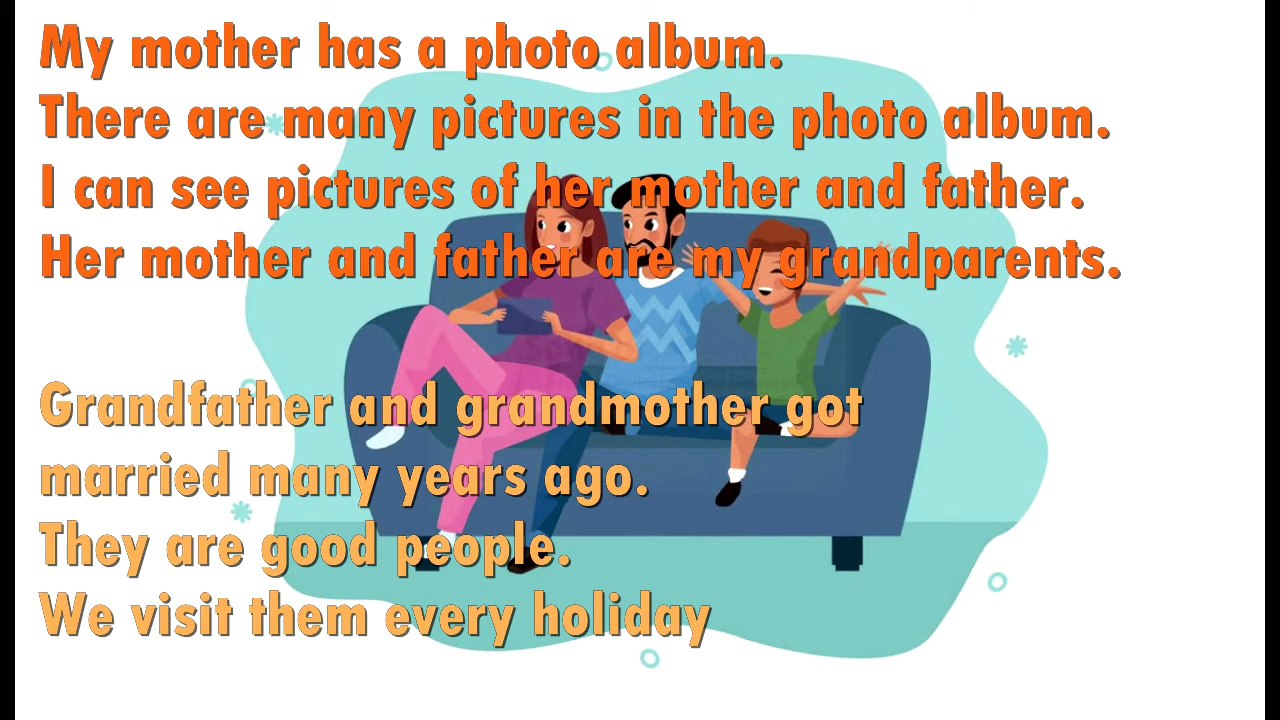 My mother has a photo album.
There are many pictures in the photo album.
I can see pictures of her mother and father.
Her mother and father are my grandparents.
Grandfather and grandmother got
married many years ago.
They are good people.
We visit them every holiday